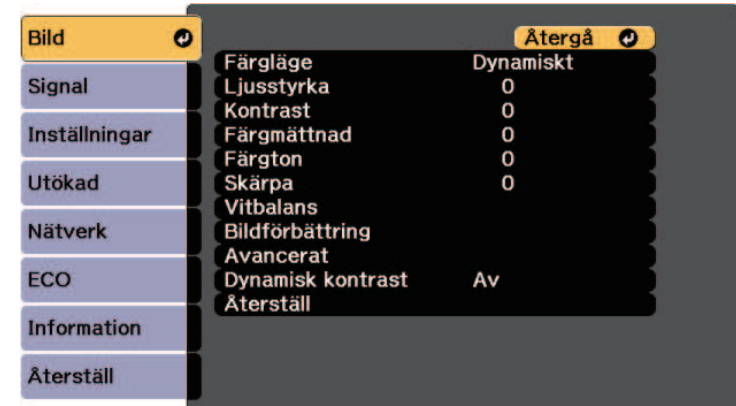 Bild
Signal
Inställningar
Utökad
Nätverk
ECO
Information
Återställ
Återgå
Färgläge Dynamiskt
Ljusstyrka 0
Kontrast 0
Färgmättnad 0
Färgton 0
Skärpa 0
Vitbalans
Bildförbättring
Avancerat
Dynamisk kontrast Av
Återställ